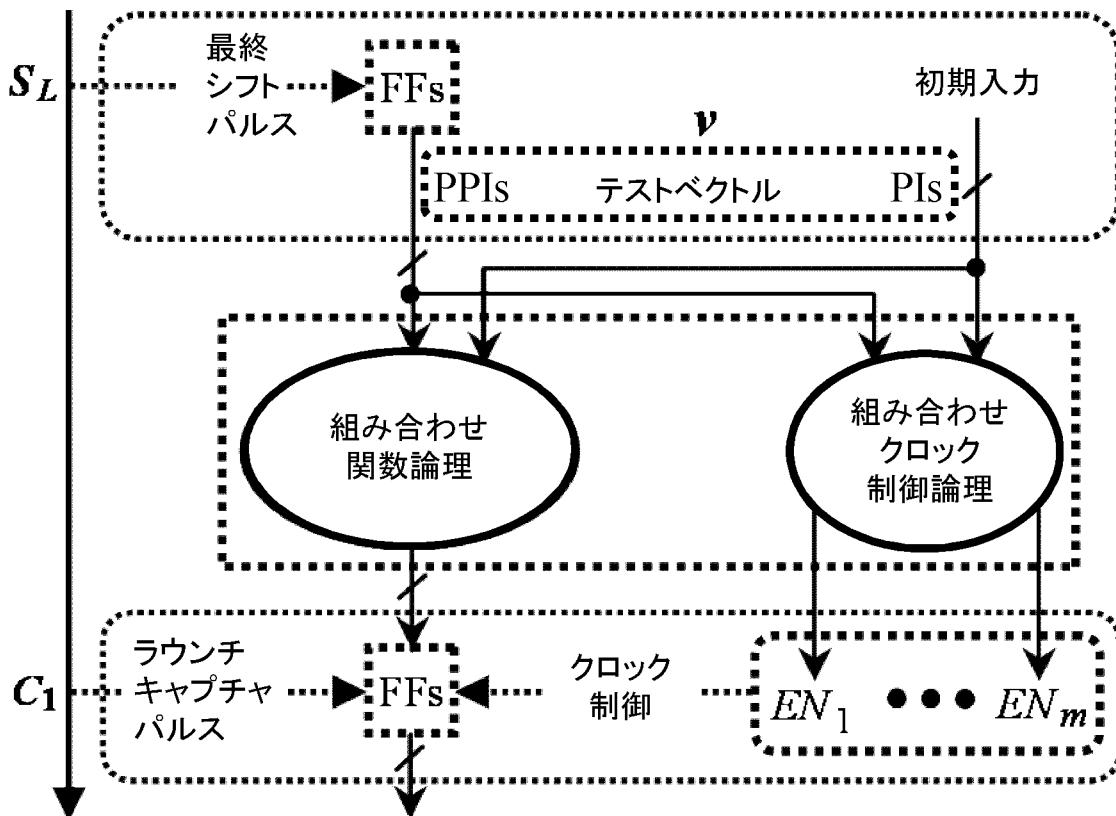 最終
シフト
パルス
S_L
FFs
初期入力
v
PPIs テストベクトル PIs
組み合わせ
関数論理
組み合わせ
クロック
制御論理
ラウンチ
キャプチャ
パルス
C_1
FFs
クロック
制御
EN_1 ●●● EN_m